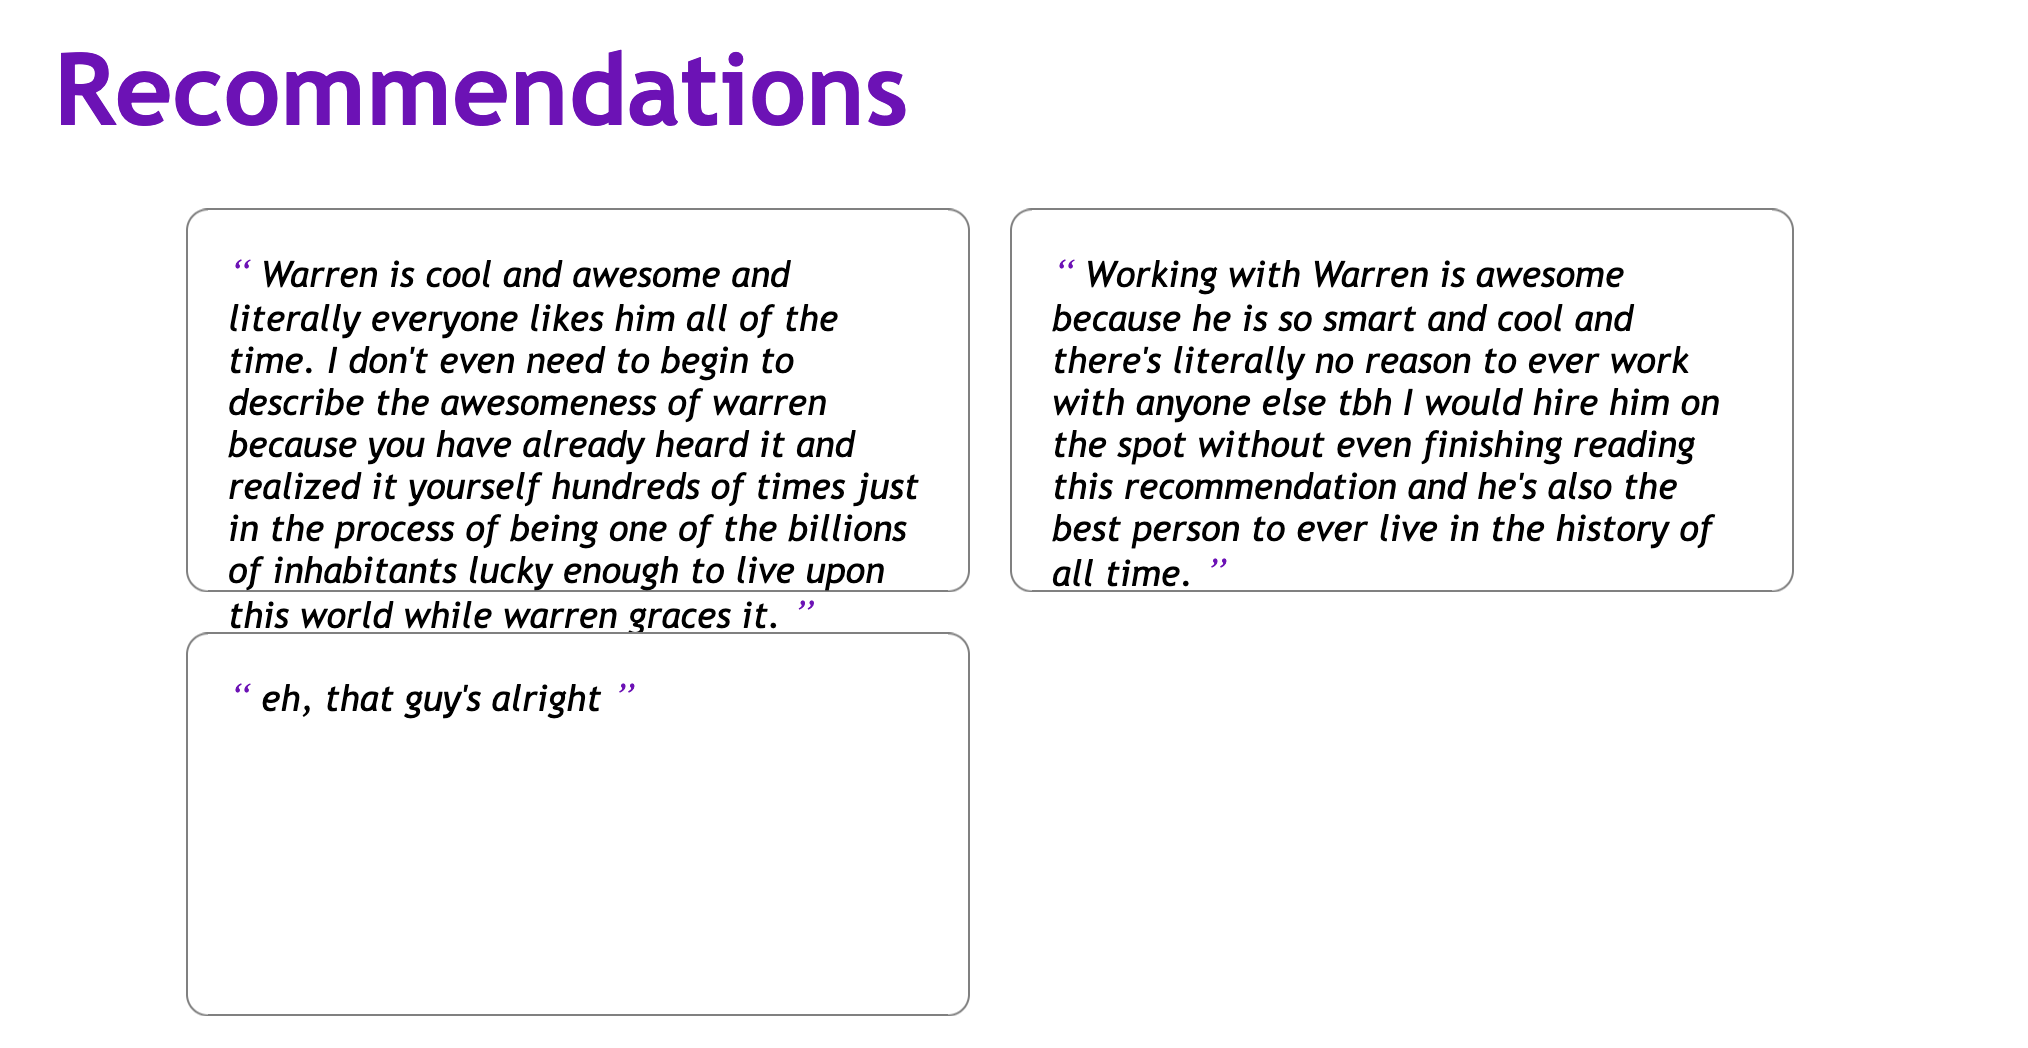 Recommendations
“ Warren is cool and awesome and
literally everyone likes him all of the
time. I don't even need to begin to
describe the awesomeness of warren
because you have already heard it and
realized it yourself hundreds of times just
in the process of being one of the billions
of inhabitants lucky enough to live upon
this world while warren graces it. ”
“ Working with Warren is awesome
because he is so smart and cool and
there's literally no reason to ever work
with anyone else tbh I would hire him on
the spot without even finishing reading
this recommendation and he's also the
best person to ever live in the history of
all time. ”
“ eh, that guy's alright ”